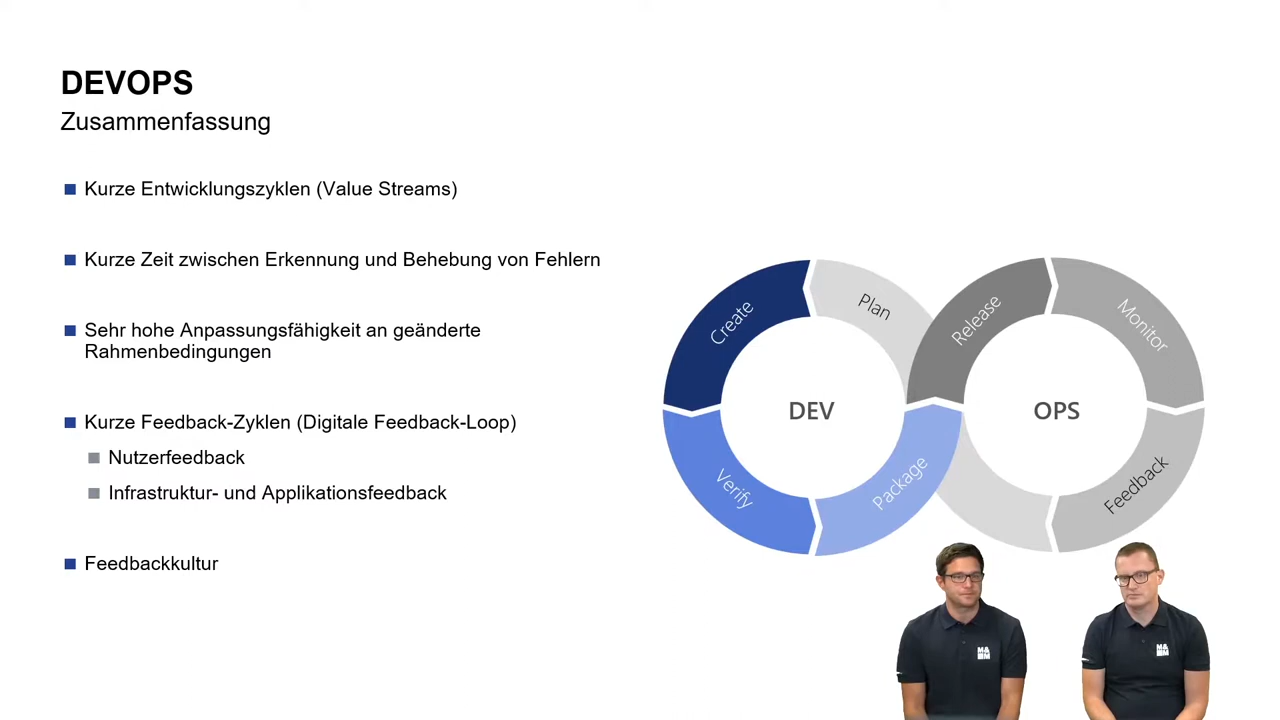 DEVOPS
Zusammenfassung
Kurze Entwicklungszyklen (Value Streams)
Kurze Zeit zwischen Erkennung und Behebung von Fehlern
Sehr hohe Anpassungsfähigkeit an geänderte
Rahmenbedingungen
Kurze Feedback-Zyklen (Digitale Feedback-Loop)
Nutzerfeedback
Infrastruktur- und Applikationsfeedback
Feedbackkultur
Create
Plan
Release
Monitor
DEV
OPS
Verify
Package
Feedback